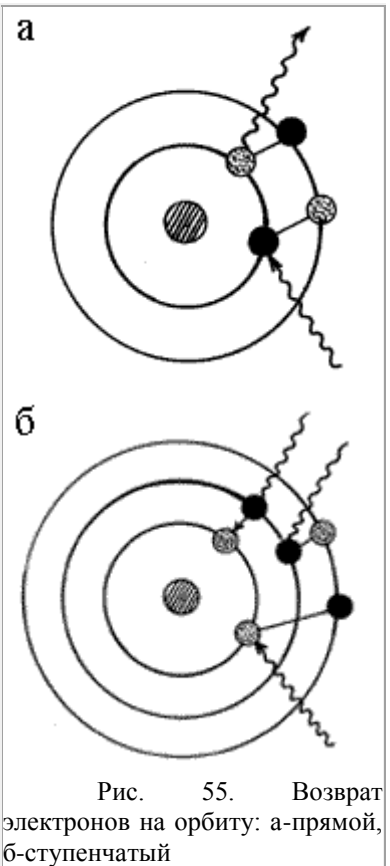 а
б
Рис. 55. Возврат
электронов на орбиту: а-прямой,
б-ступенчатый